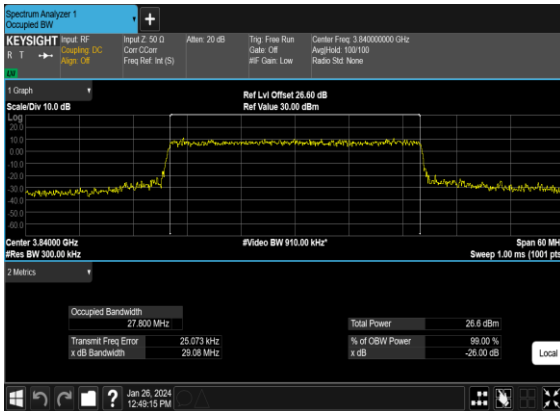 Spectrum Analyzer 1
Occupied BW
+
KEYSIGHT
R T
LXI
Input: RF
Coupling: DC
Align: Off
Input Z: 50 Ω
Corr CCorr
Freq Ref: Int (S)
Atten: 20 dB
Trig: Free Run
Gate: Off
#IF Gain: Low
Center Freq: 3.840000000 GHz
Avg|Hold: 100/100
Radio Std: None
1 Graph
Scale/Div 10.0 dB
Ref Lvl Offset 26.60 dB
Ref Value 30.00 dBm
Log
20.0
10.0
0.00
-10.0
-20.0
-30.0
-40.0
-50.0
-60.0
Center 3.84000 GHz
#Video BW 910.00 kHz*
Span 60 MH
#Res BW 300.00 kHz
Sweep 1.00 ms (1001 pts
2 Metrics
Occupied Bandwidth
27.800 MHz
Total Power 26.6 dBm
Transmit Freq Error 25.073 kHz
% of OBW Power 99.00 %
x dB Bandwidth 29.08 MHz
x dB -26.00 dB
Local
?
Jan 26, 2024
12:49:15 PM